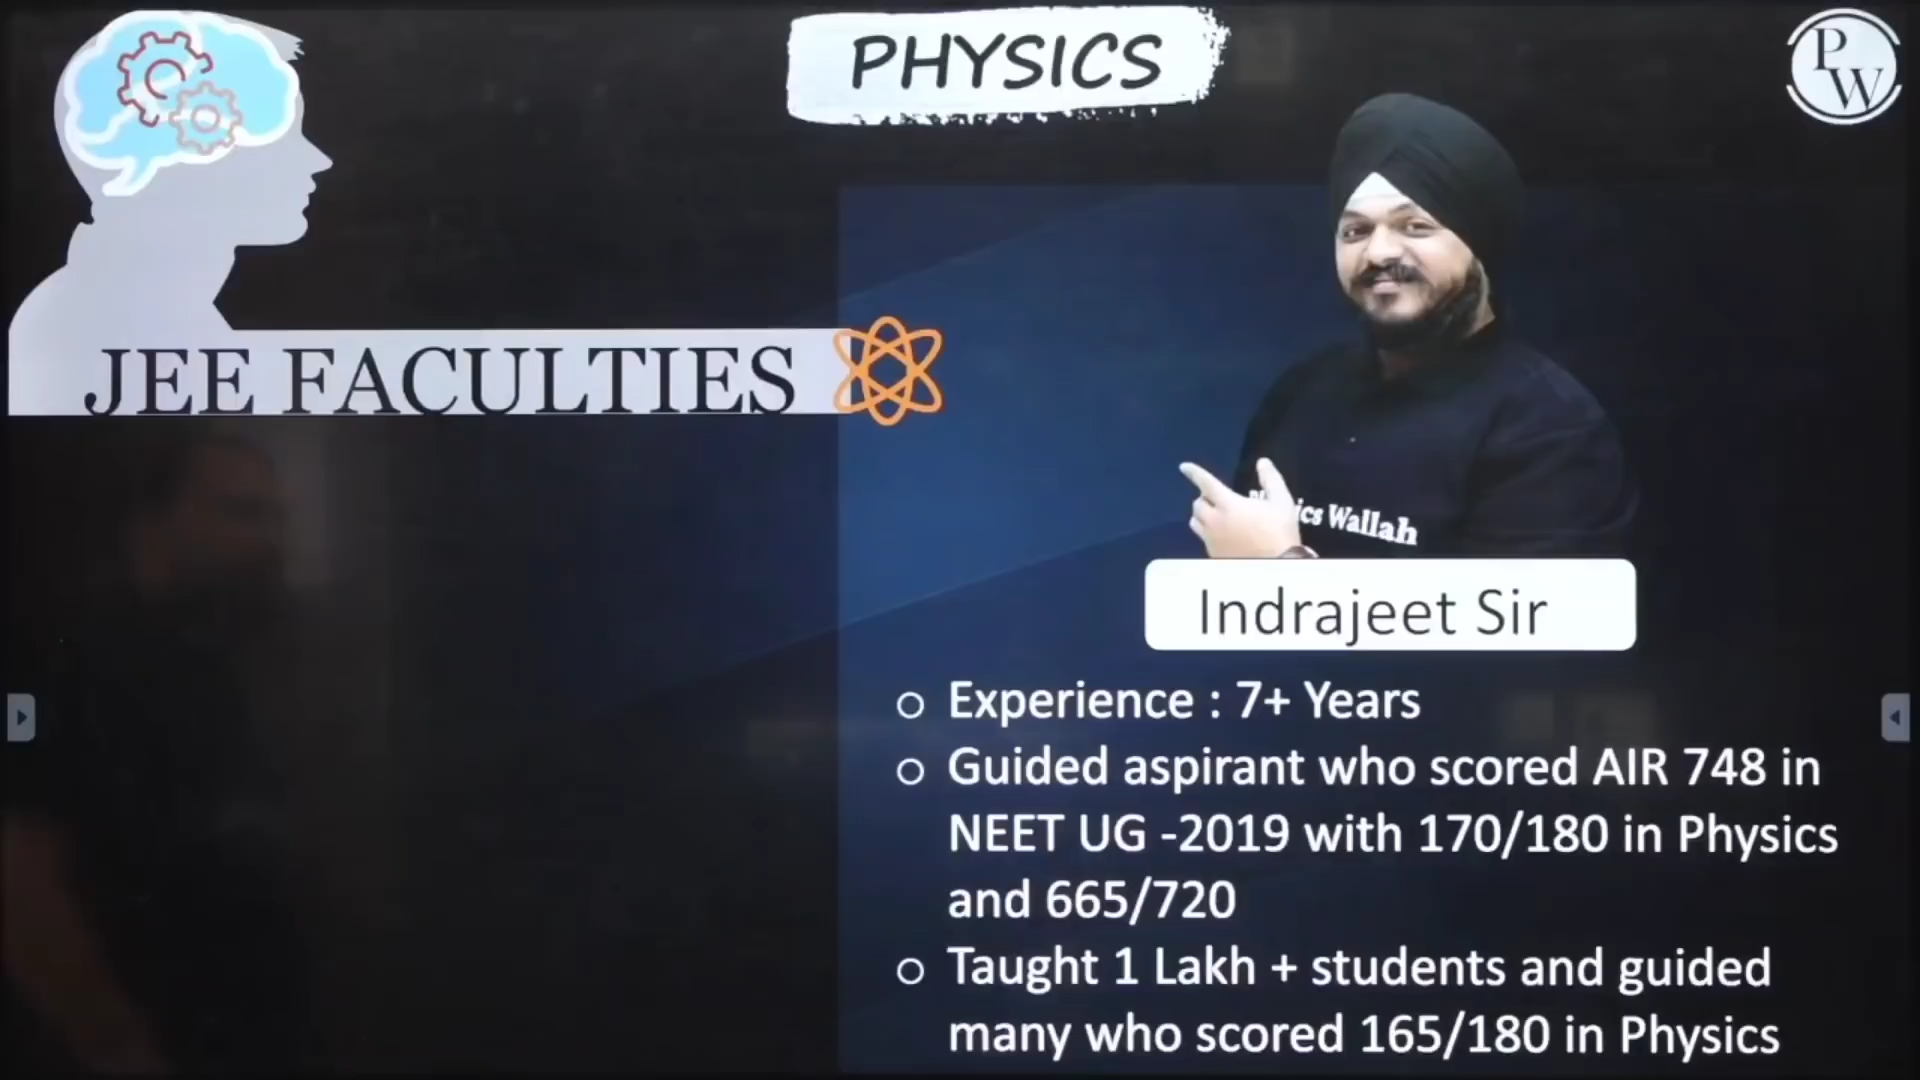 PHYSICS
PW
JEE FACULTIES
ics Wallah
Indrajeet Sir
Experience : 7+ Years
Guided aspirant who scored AIR 748 in
NEET UG -2019 with 170/180 in Physics
and 665/720
Taught 1 Lakh + students and guided
many who scored 165/180 in Physics